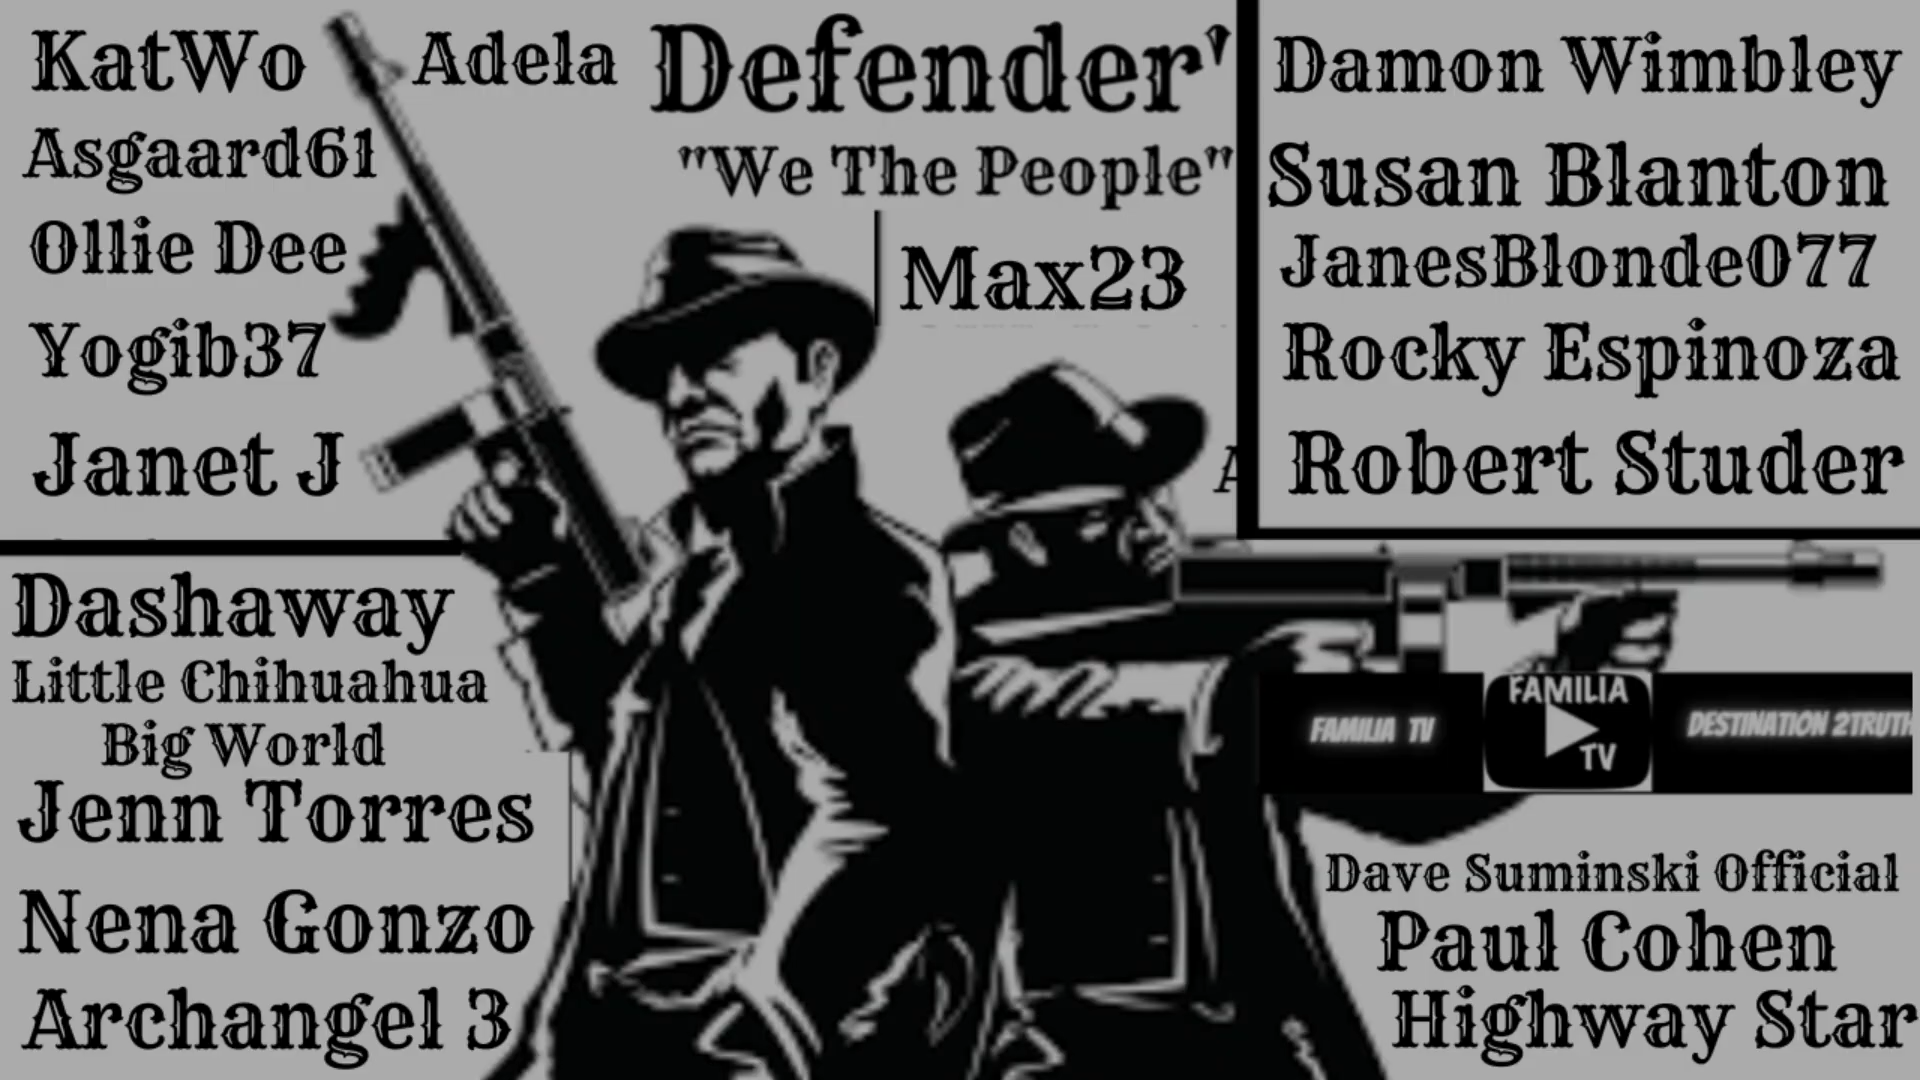 KatWo
Adela
Defender'
"We The People"
Asgaard61
Ollie Dee
Max23
Yogib37
Janet J
A
Damon Wimbley
Susan Blanton
JanesBlonde077
Rocky Espinoza
Robert Studer
Dashaway
Little Chihuahua
Big World
Jenn Torres
Nena Gonzo
Archangel 3
FAMILIA TV
FAMILIA
TV
DESTINATION 2TRUTH
Dave Suminski Official
Paul Cohen
Highway Star